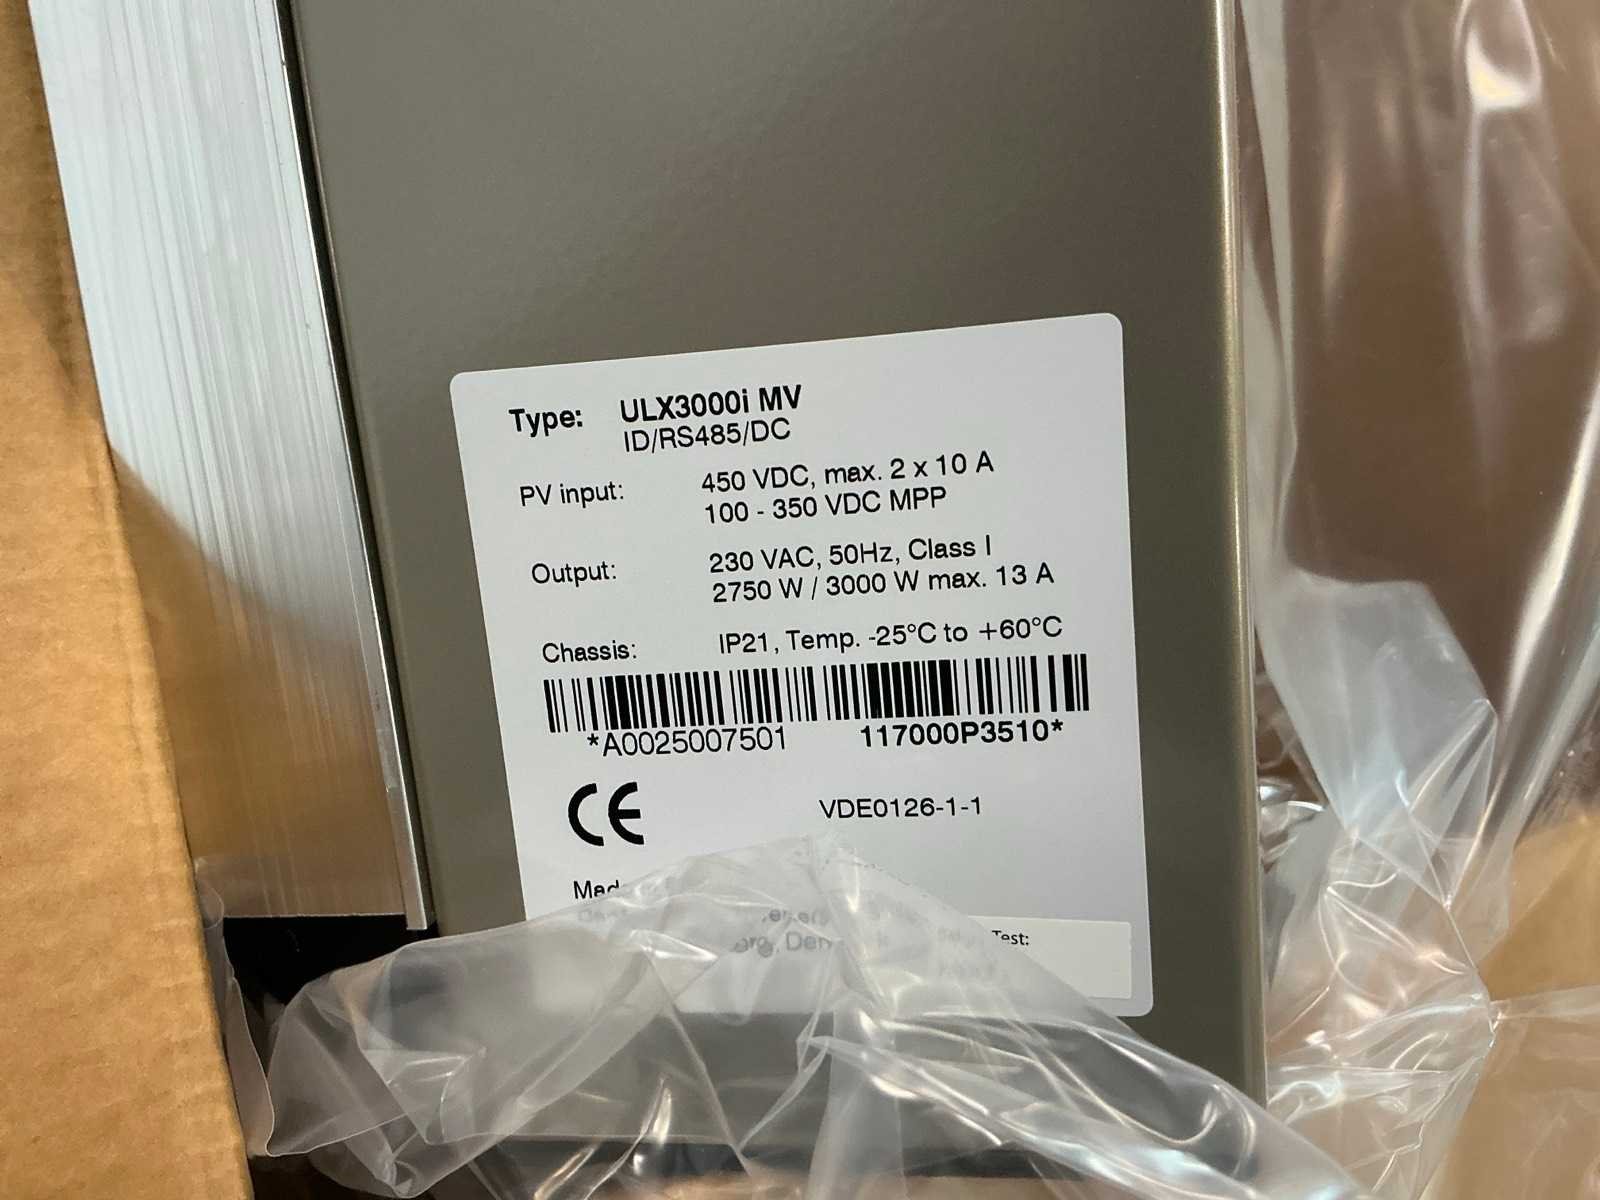 Type: ULX3000i MV
ID/RS485/DC
PV input: 450 VDC, max. 2 x 10 A
100 - 350 VDC MPP
Output: 230 VAC, 50Hz, Class I
2750 W / 3000 W max. 13 A
Chassis: IP21, Temp. -25°C to +60°C
*A0025007501 117000P3510*
CE VDE0126-1-1
Test: